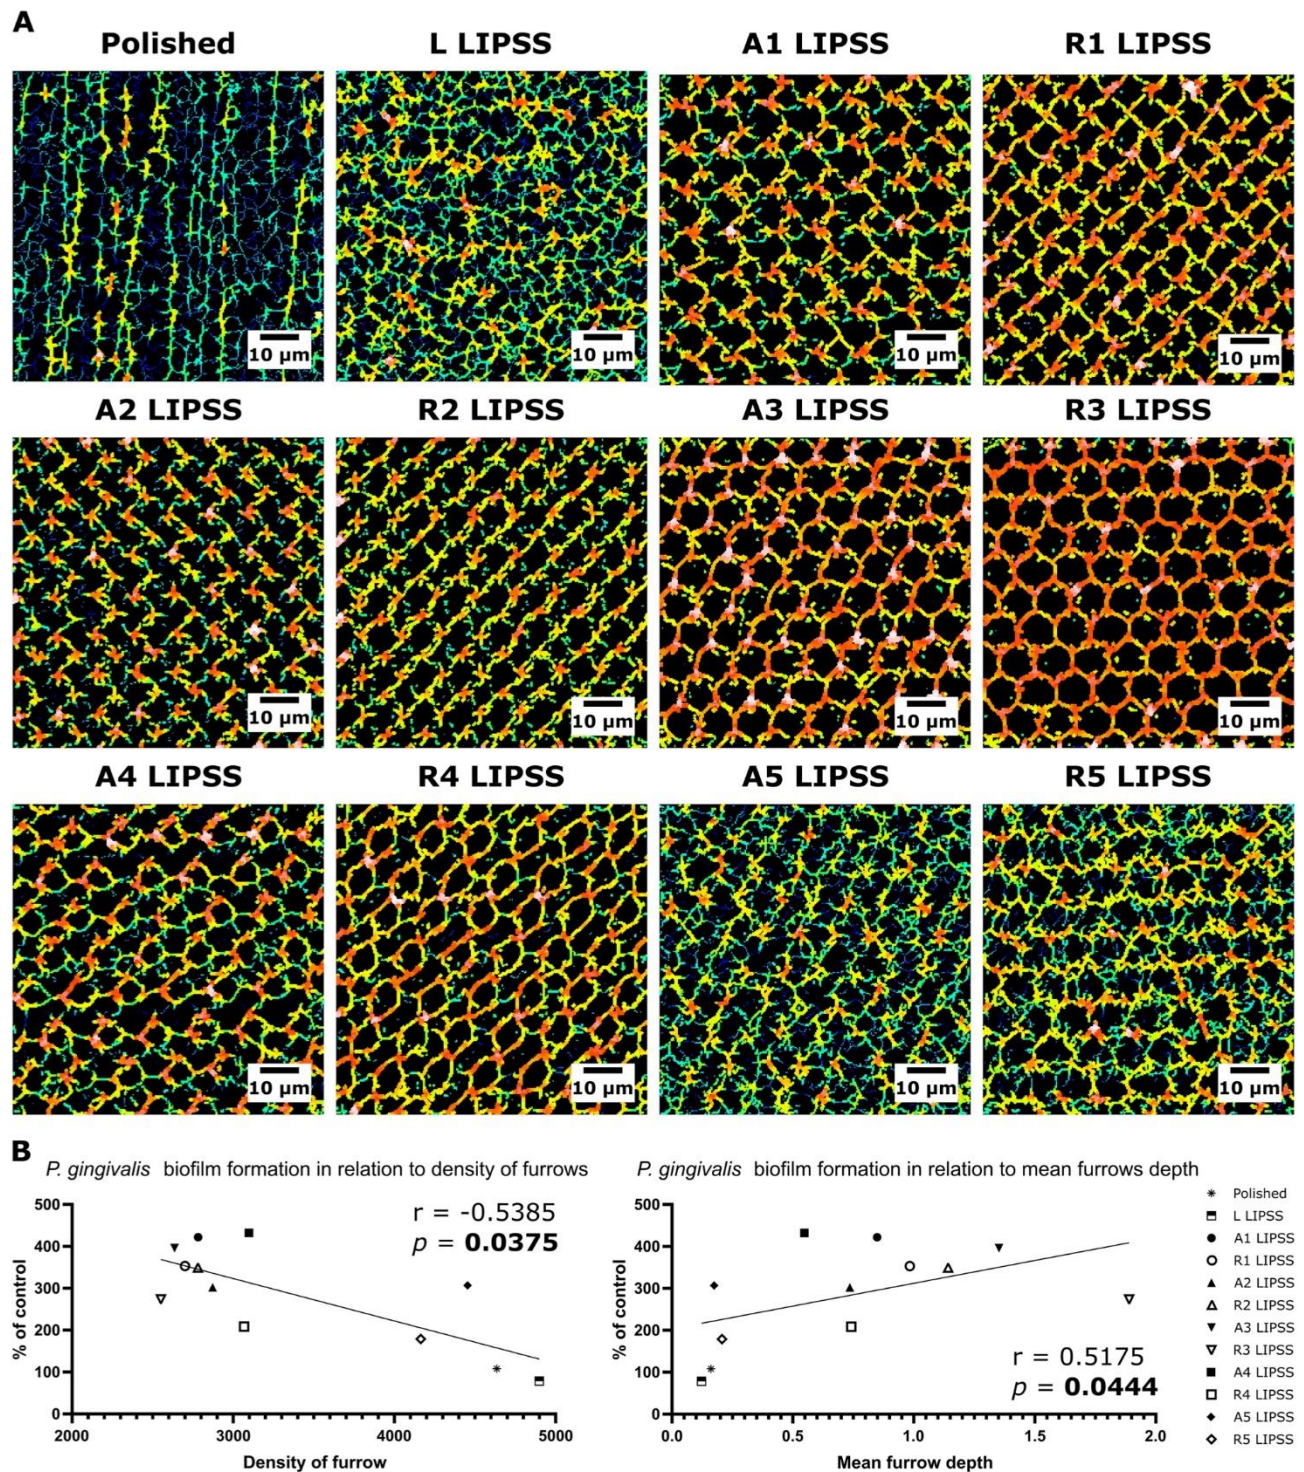 A
Polished
L LIPSS
A1 LIPSS
R1 LIPSS
10 µm
10 µm
10 µm
10 µm
A2 LIPSS
R2 LIPSS
A3 LIPSS
R3 LIPSS
10 µm
10 µm
10 µm
10 µm
A4 LIPSS
R4 LIPSS
A5 LIPSS
R5 LIPSS
10 µm
10 µm
10 µm
10 µm
B
P. gingivalis biofilm formation in relation to density of furrows
r = -0.5385
p = 0.0375
% of control
500
400
300
200
100
0
2000
3000
4000
5000
Density of furrow
P. gingivalis biofilm formation in relation to mean furrows depth
r = 0.5175
p = 0.0444
% of control
500
400
300
200
100
0
0.0
0.5
1.0
1.5
2.0
Mean furrow depth
Polished
L LIPSS
A1 LIPSS
R1 LIPSS
A2 LIPSS
R2 LIPSS
A3 LIPSS
R3 LIPSS
A4 LIPSS
R4 LIPSS
A5 LIPSS
R5 LIPSS